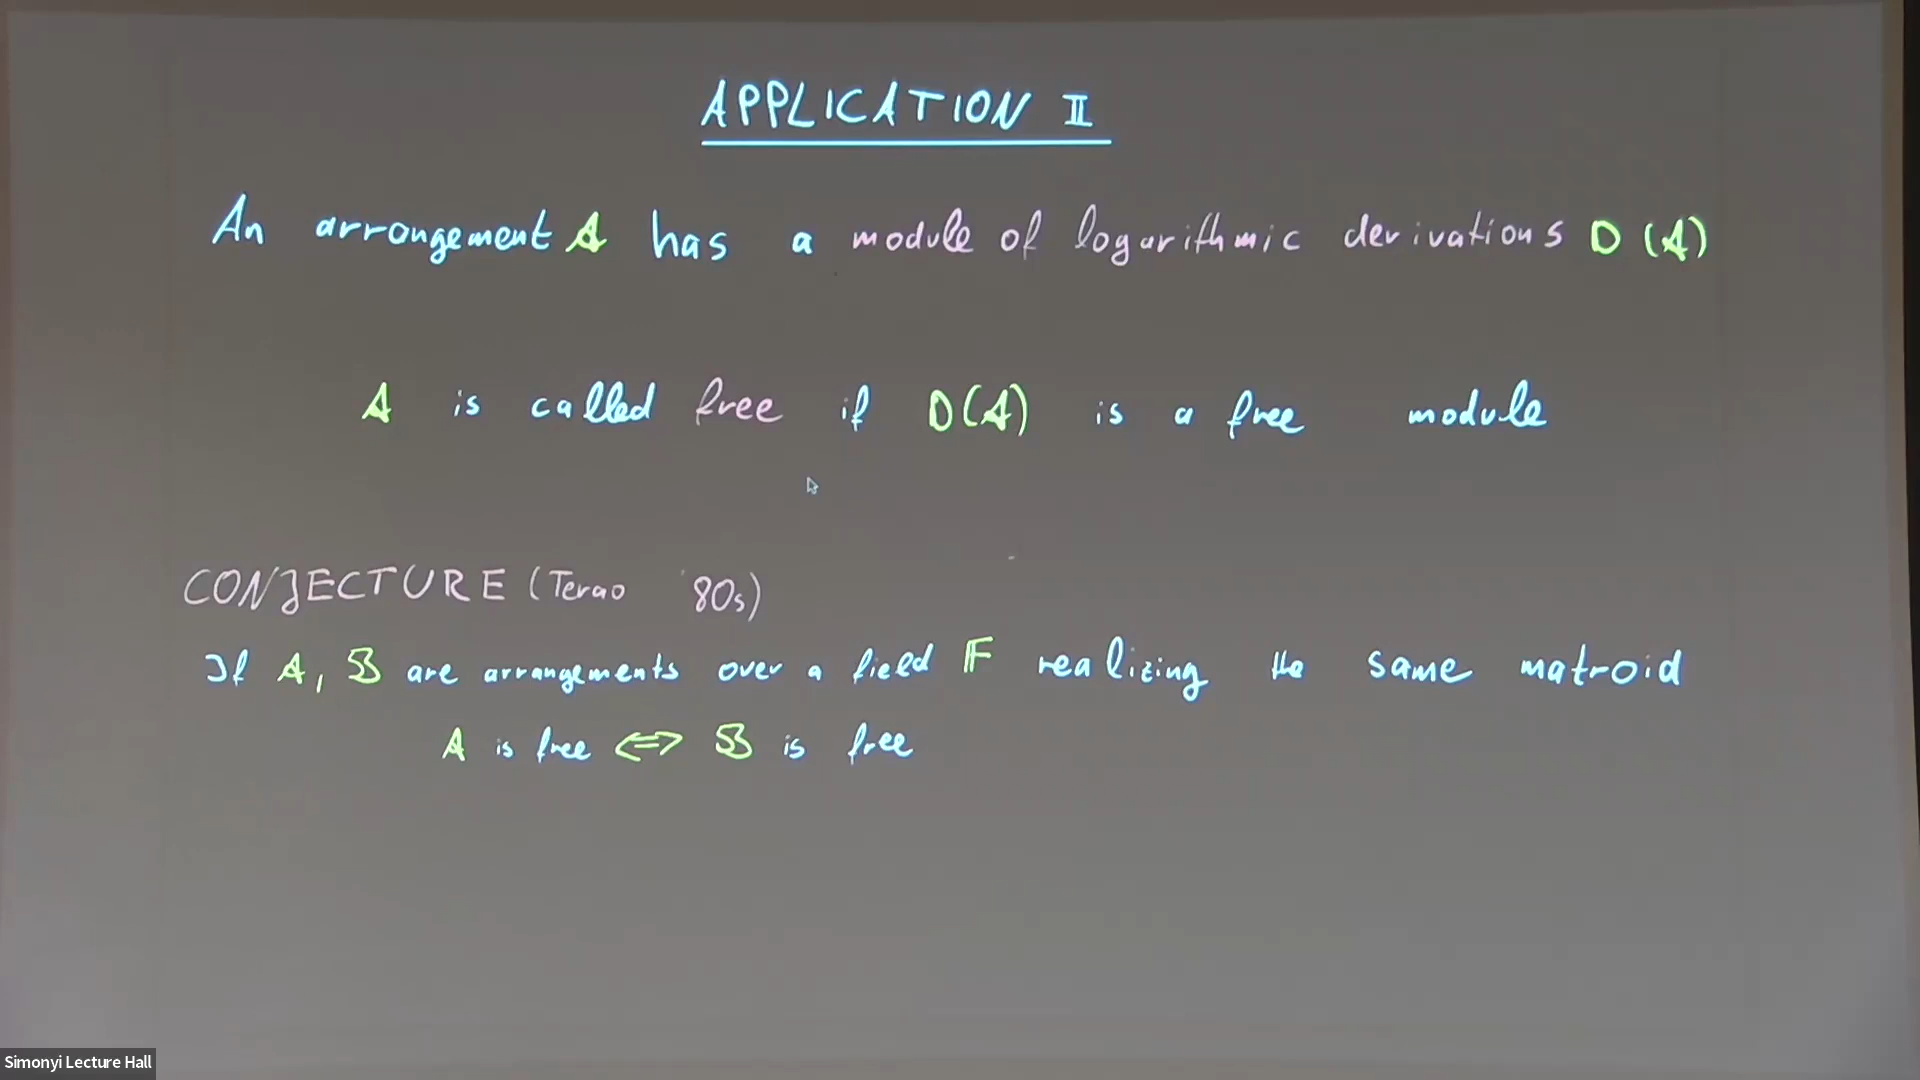 APPLICATION II
An arrangement A has a module of logarithmic derivations D (A)
A is called free if D(A) is a free module
CONJECTURE (Terao '80s)
If A, B are arrangements over a field F realizing the same matroid
A is free <=> B is free
Simonyi Lecture Hall